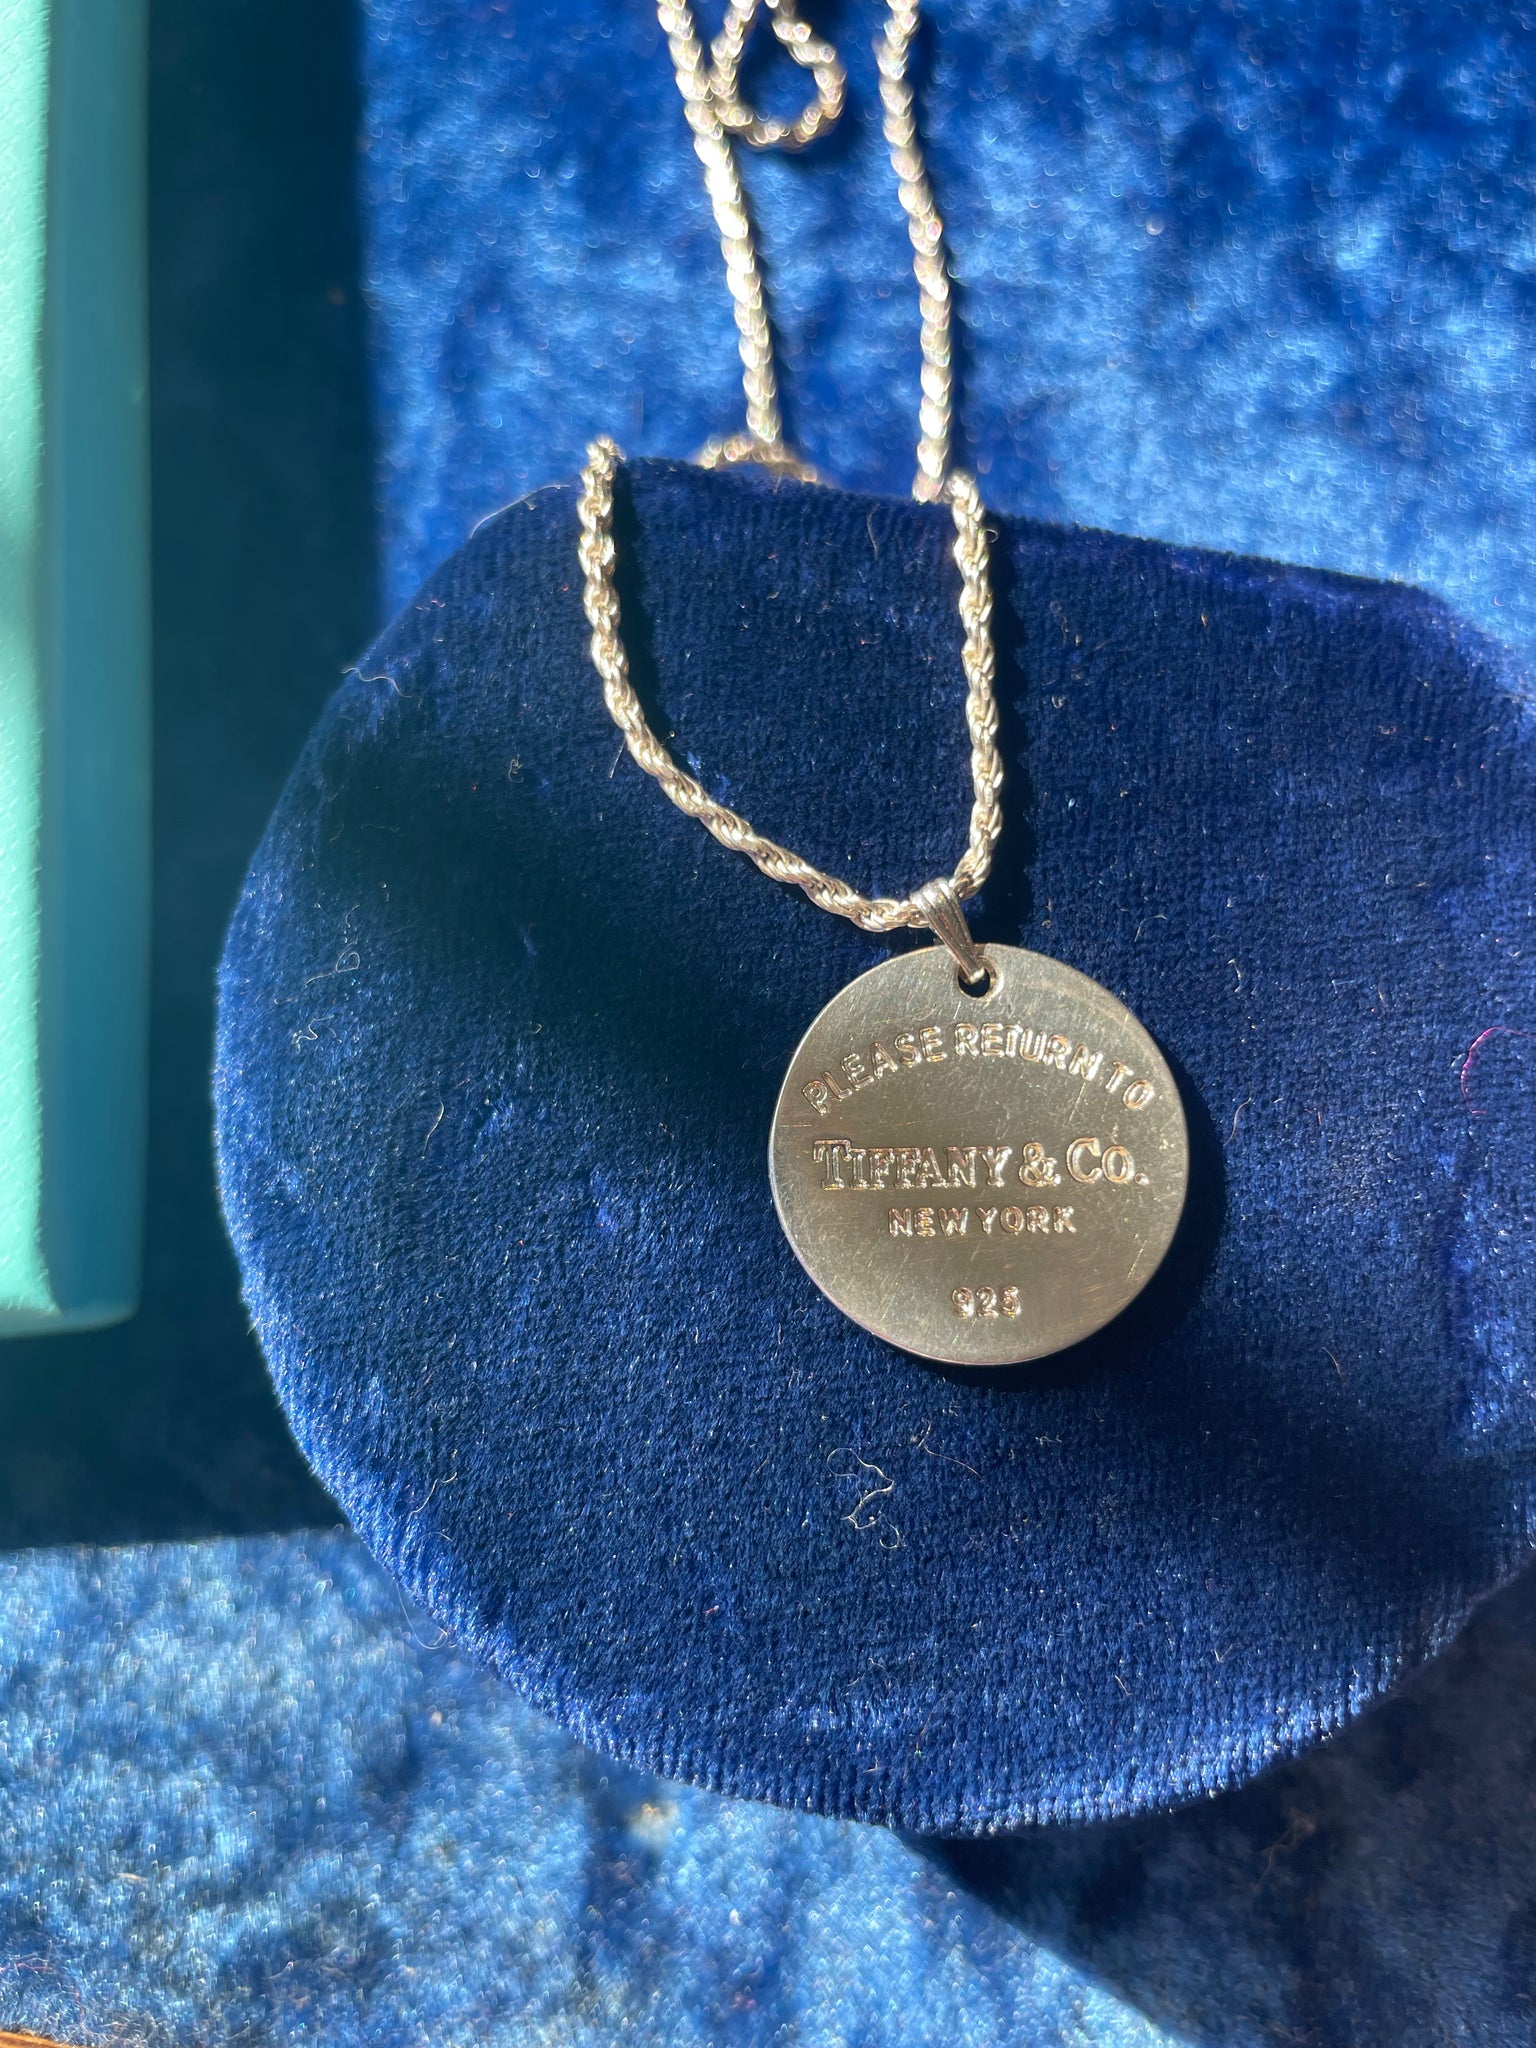 PLEASE RETURN TO
TIFFANY & CO.
NEW YORK
925